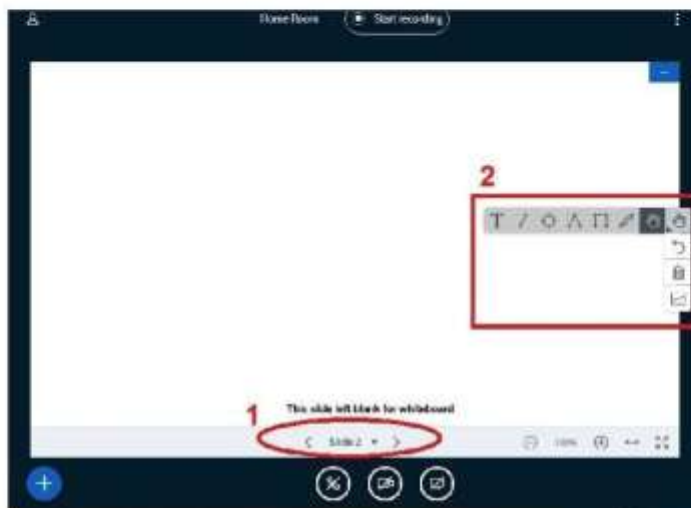 Home Room Start recording
2
T
This slide left blank for whiteboard
1
Slide 2
100%